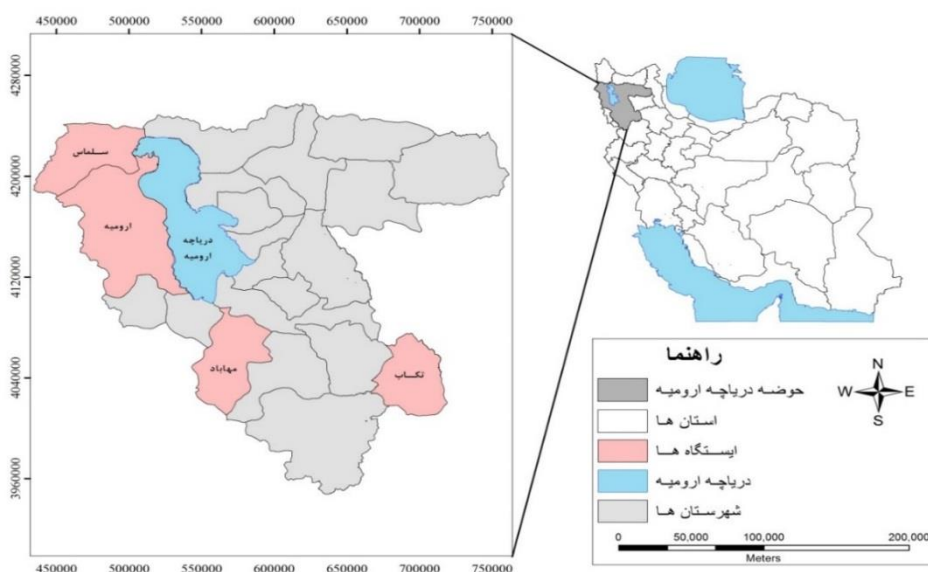 450000 500000 550000 600000 650000 700000 750000
4280000
4200000
4120000
4040000
3960000
سلماس
ارومیه
دریاچه
ارومیه
مهاباد
تکاب
450000 500000 550000 600000 650000 700000 750000
راهنما
حوضه دریاچه ارومیه
استان ها
ایستگاه ها
دریاچه ارومیه
شهرستان ها
N
W E
S
0 50,000 100,000 200,000
Meters